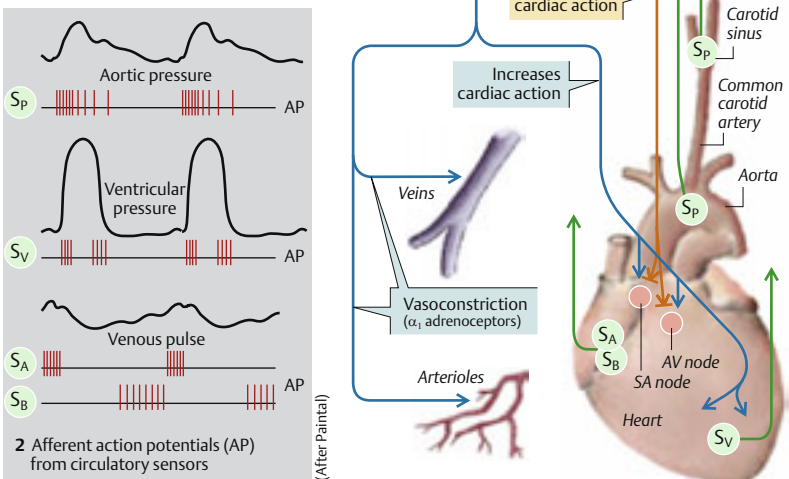 Aortic pressure
SP
AP
Ventricular
pressure
SV
AP
Venous pulse
SA
SB
AP
2 Afferent action potentials (AP)
from circulatory sensors
(After Paintal)
cardiac action
Increases
cardiac action
Veins
Vasoconstriction
(α1 adrenoceptors)
Arterioles
Carotid
sinus
SP
Common
carotid
artery
Aorta
SP
SA
SB
AV node
SA node
Heart
SV